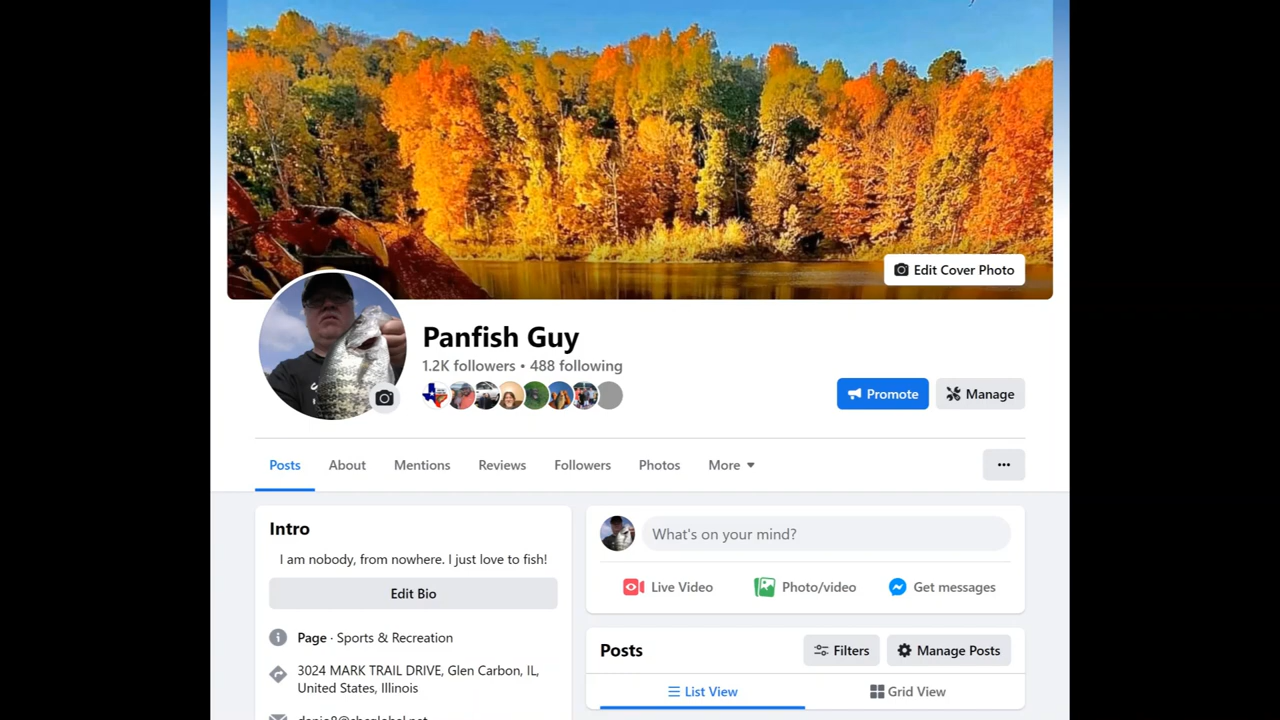 Edit Cover Photo
Panfish Guy
1.2K followers • 488 following
Promote
Manage
Posts
About
Mentions
Reviews
Followers
Photos
More
Intro
I am nobody, from nowhere. I just love to fish!
Edit Bio
Page · Sports & Recreation
3024 MARK TRAIL DRIVE, Glen Carbon, IL,
United States, Illinois
What's on your mind?
Live Video
Photo/video
Get messages
Posts
Filters
Manage Posts
List View
Grid View